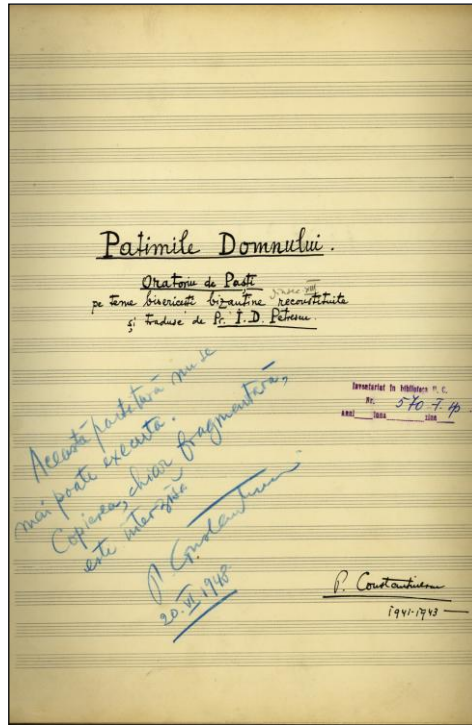 Patimile Domnului.
Oratoriu de Paști
pe teme bisericești bizantine reconstituite
și traduse de Pr. I. D. Petrescu
Această partitură nu se
mai poate executa.
Copierea, chiar fragmentară,
este interzisă
P. Constantinescu
20.VI.1948.
Inventariat în biblioteca U. C.
Nr. 570.T.
anul luna ziua
P. Constantinescu
1941-1943